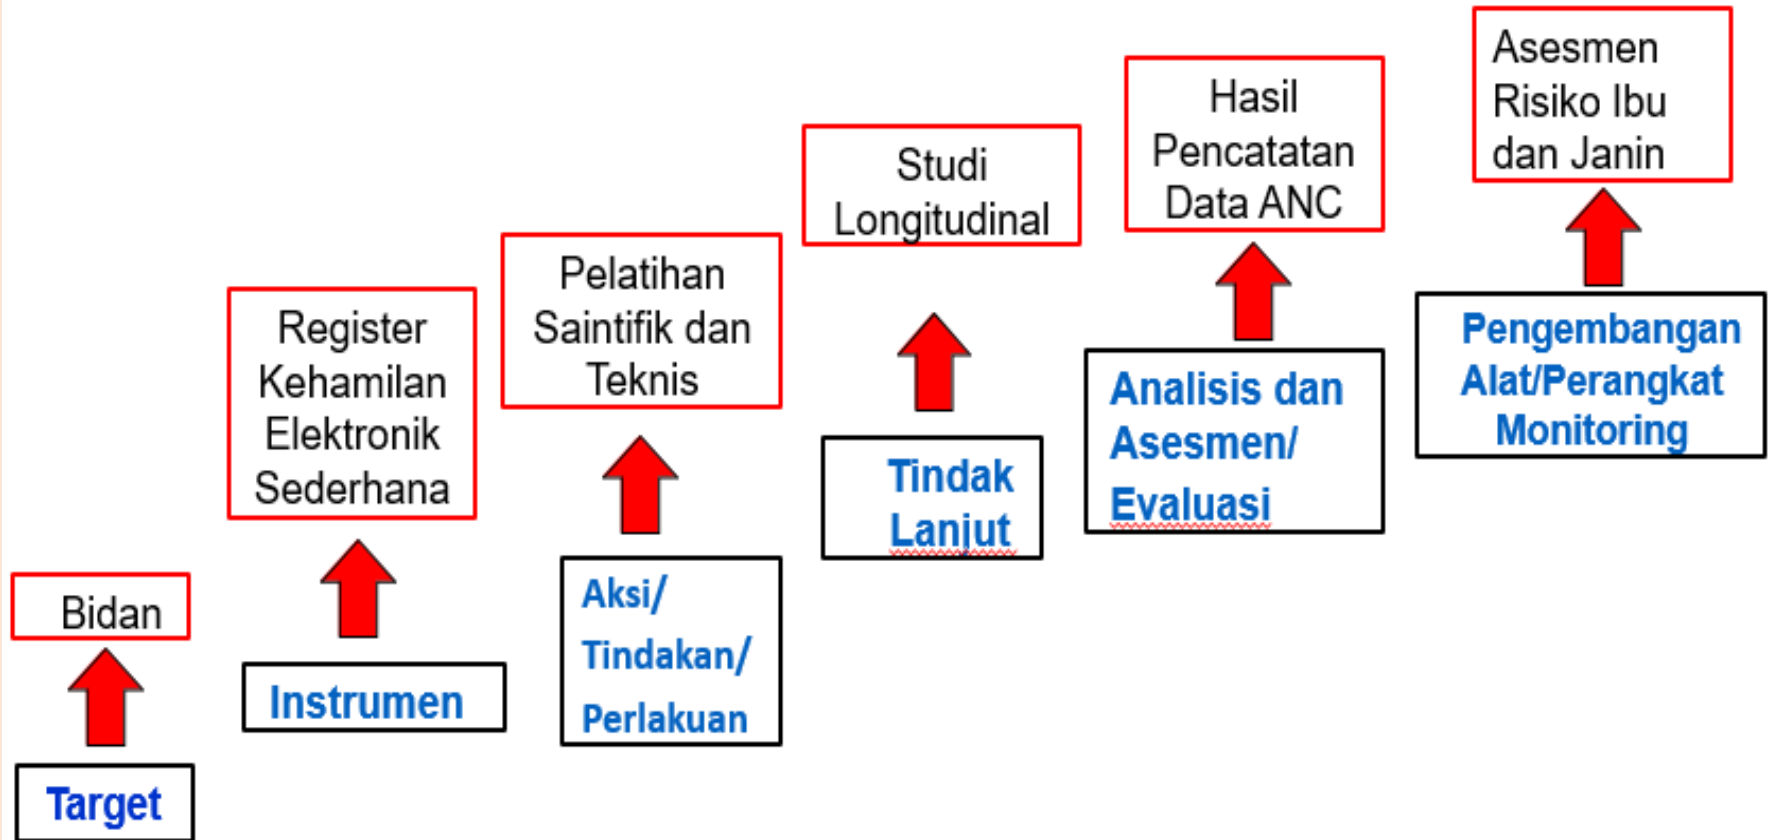 Bidan
Target
Register
Kehamilan
Elektronik
Sederhana
Instrumen
Pelatihan
Saintifik dan
Teknis
Aksi/
Tindakan/
Perlakuan
Studi
Longitudinal
Tindak
Lanjut
Hasil
Pencatatan
Data ANC
Analisis dan
Asesmen/
Evaluasi
Asesmen
Risiko Ibu
dan Janin
Pengembangan
Alat/Perangkat
Monitoring